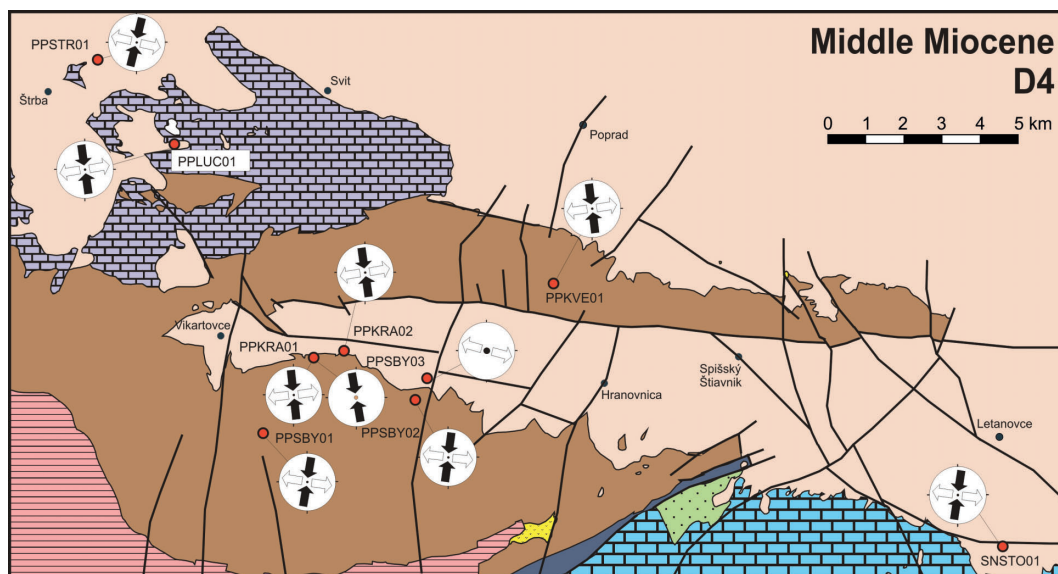 Middle Miocene
D4
0 1 2 3 4 5 km
PPSTR01
Štrba
Svit
Poprad
PPLUC01
PPKVE01
Vikartovce
PPKRA02
PPKRA01
PPSBY03
Spišský
Štiavnik
Hranovnica
PPSBY01
PPSBY02
Letanovce
SNSTO01